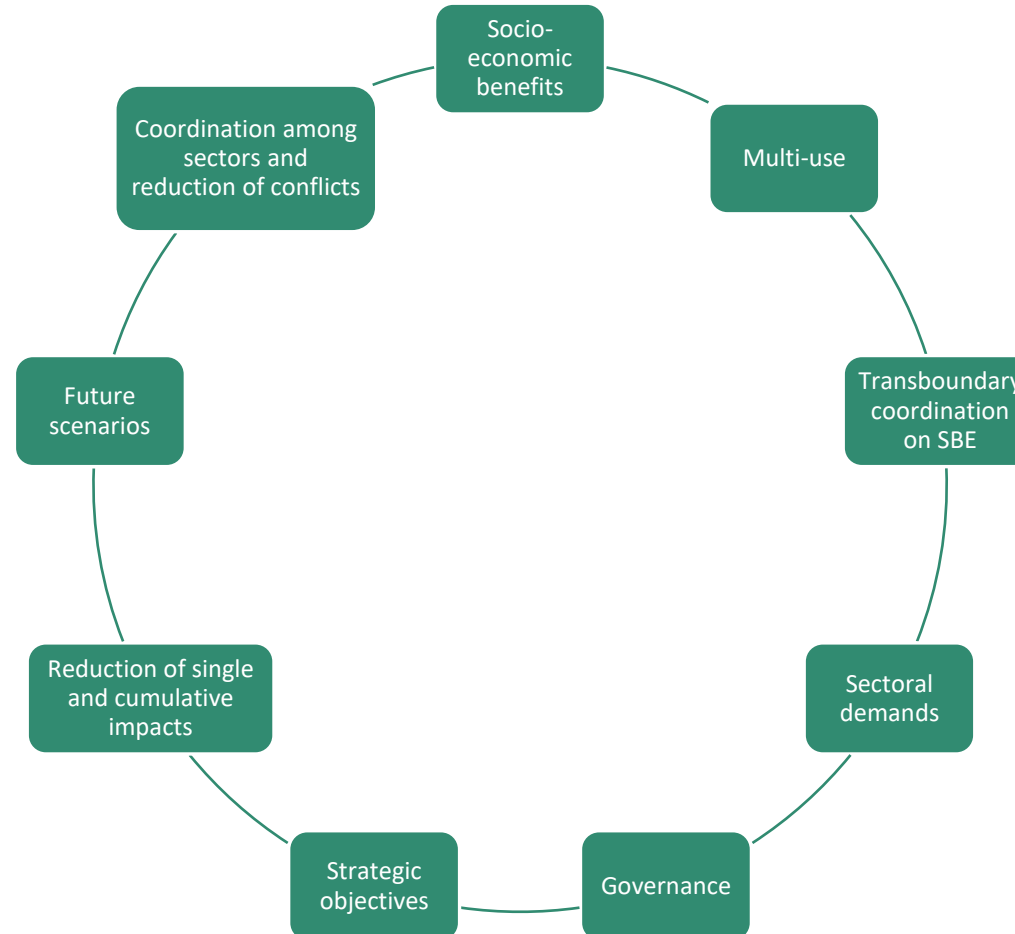 Socio-
economic
benefits
Multi-use
Transboundary
coordination
on SBE
Sectoral
demands
Governance
Strategic
objectives
Reduction of single
and cumulative
impacts
Future
scenarios
Coordination among
sectors and
reduction of conflicts